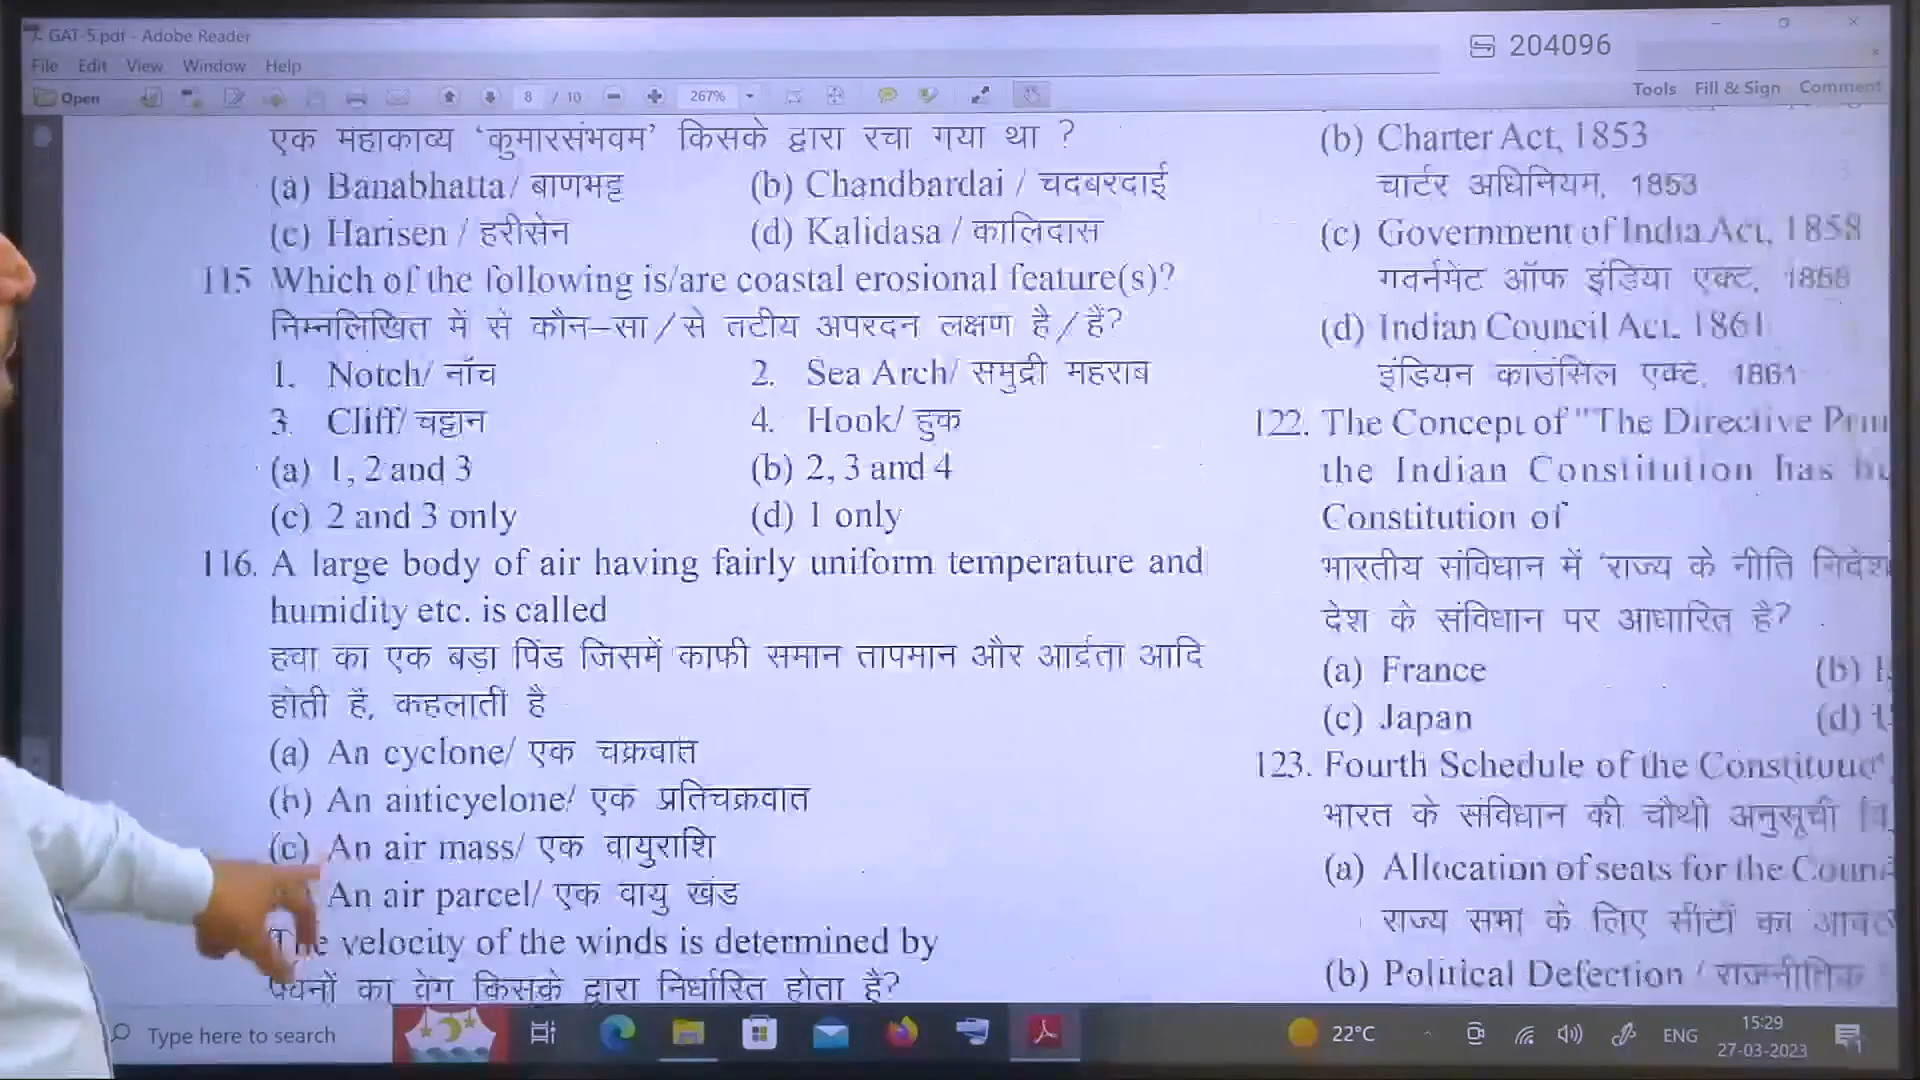 GAT-5.pdf - Adobe Reader
204096
File Edit View Window Help
Open 8 / 10 267% Tools Fill & Sign Comment
एक महाकाव्य ‘कुमारसंभवम’ किसके द्वारा रचा गया था ?
(a) Banabhatta / बाणभट्ट (b) Chandbardai / चदबरदाई
(c) Harisen / हरीसेन (d) Kalidasa / कालिदास
115 Which of the following is/are coastal erosional feature(s)?
निम्नलिखित में से कौन-सा / से तटीय अपरदन लक्षण है / हैं?
1. Notch/ नॉच 2. Sea Arch/ समुद्री महराब
3. Cliff/ चट्टान 4. Hook/ हुक
(a) 1, 2 and 3 (b) 2, 3 and 4
(c) 2 and 3 only (d) 1 only
116. A large body of air having fairly uniform temperature and
humidity etc. is called
हवा का एक बड़ा पिंड जिसमें काफी समान तापमान और आर्द्रता आदि
होती है, कहलाती है
(a) An cyclone/ एक चक्रवात
(b) An anticyclone/ एक प्रतिचक्रवात
(c) An air mass/ एक वायुराशि
An air parcel/ एक वायु खंड
The velocity of the winds is determined by
पवनों का वेग किसके द्वारा निर्धारित होता है?
(b) Charter Act, 1853
चार्टर अधिनियम, 1853
(c) Government of India Act, 1858
गवर्नमेंट ऑफ इंडिया एक्ट, 1858
(d) Indian Council Act. 1861
इंडियन काउंसिल एक्ट, 1861
122. The Concept of "The Directive
the Indian Constitution has
Constitution of
भारतीय संविधान में 'राज्य के नीति
देश के संविधान पर आधारित है?
(a) France (b)
(c) Japan (d)
123. Fourth Schedule of the
भारत के संविधान की चौथी अनुसूची
(a) Allocation of seats for the
राज्य सभा के लिए सीटों का
(b) Political Defection / राजनीतिक
Type here to search 22°C ENG 15:29
27-03-2023